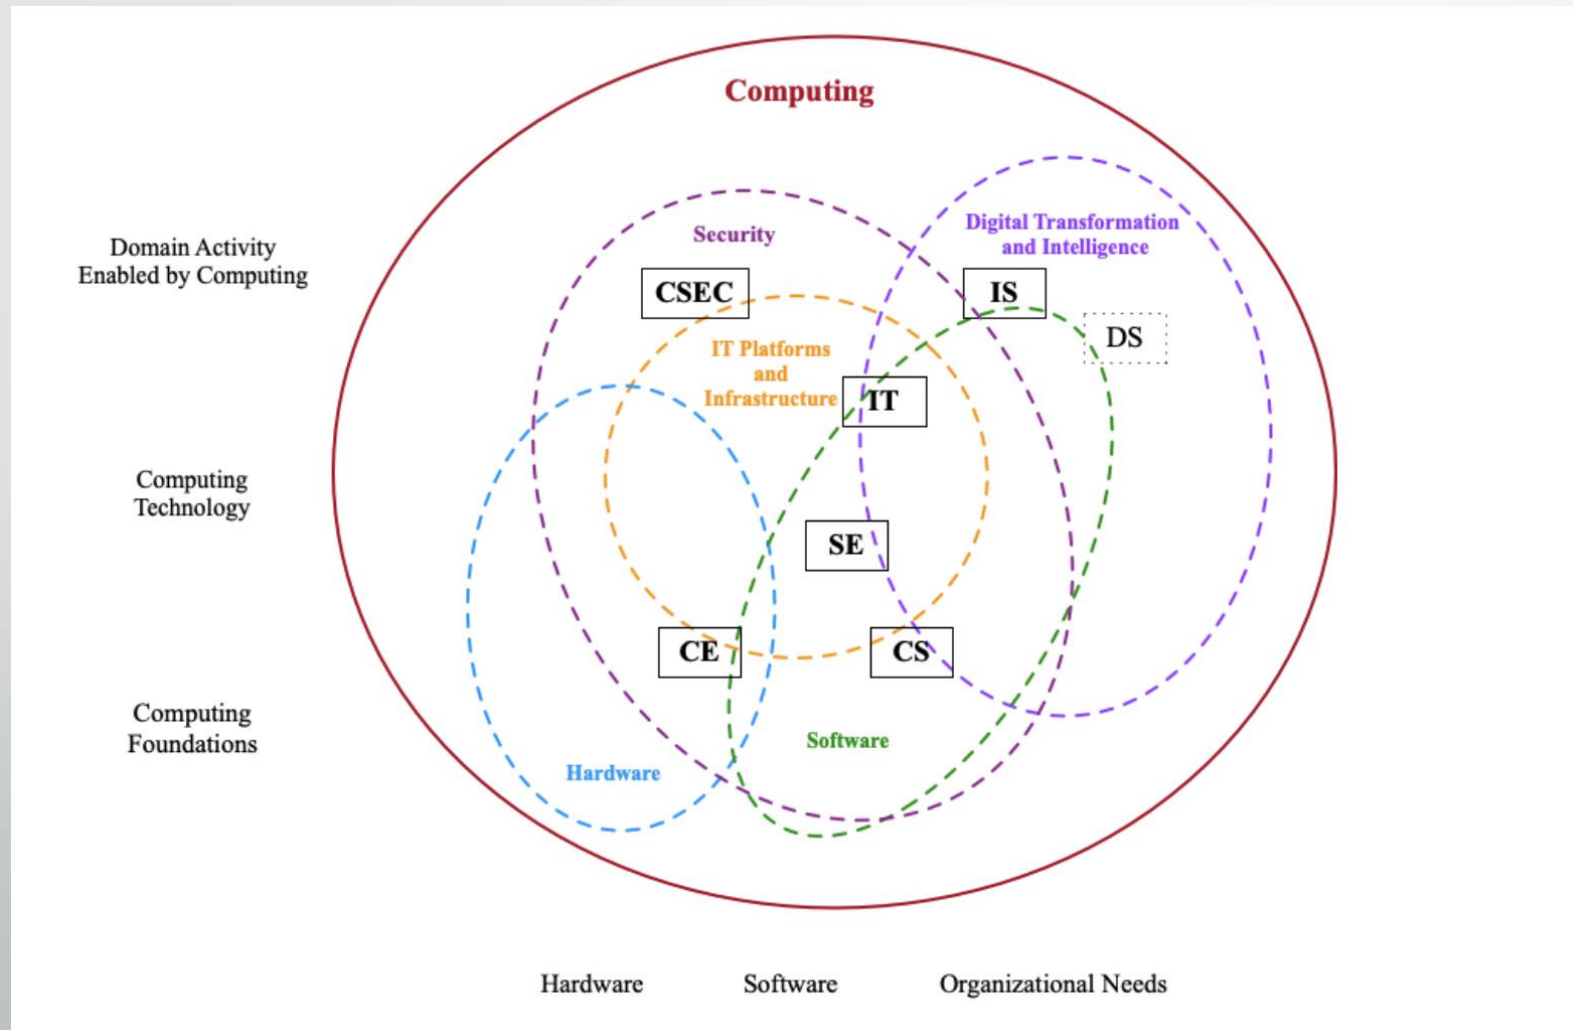 Computing
Digital Transformation
and Intelligence
Security
Domain Activity
Enabled by Computing
CSEC
IS
DS
IT Platforms
and
Infrastructure
IT
Computing
Technology
SE
CE
CS
Computing
Foundations
Software
Hardware
Hardware
Software
Organizational Needs